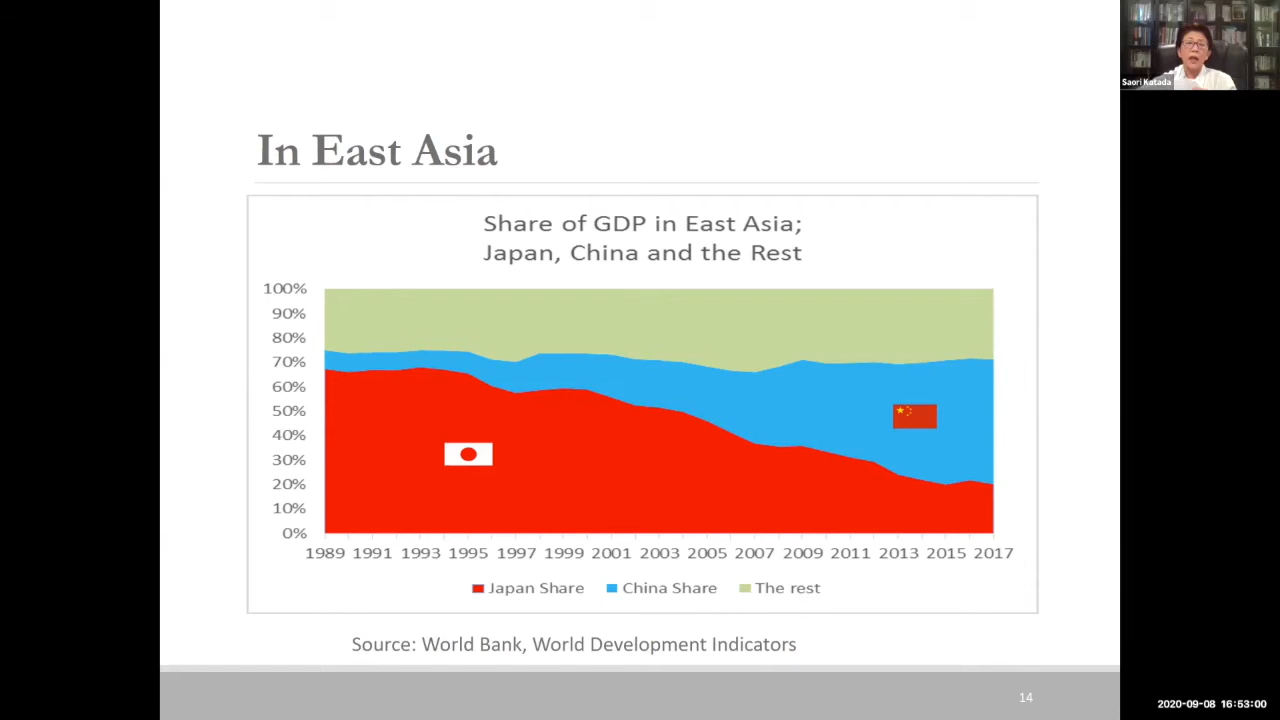 Saori Katada
In East Asia
Share of GDP in East Asia;
Japan, China and the Rest
100%
90%
80%
70%
60%
50%
40%
30%
20%
10%
0%
1989 1991 1993 1995 1997 1999 2001 2003 2005 2007 2009 2011 2013 2015 2017
Japan Share China Share The rest
Source: World Bank, World Development Indicators
14
2020-09-08 16:53:00